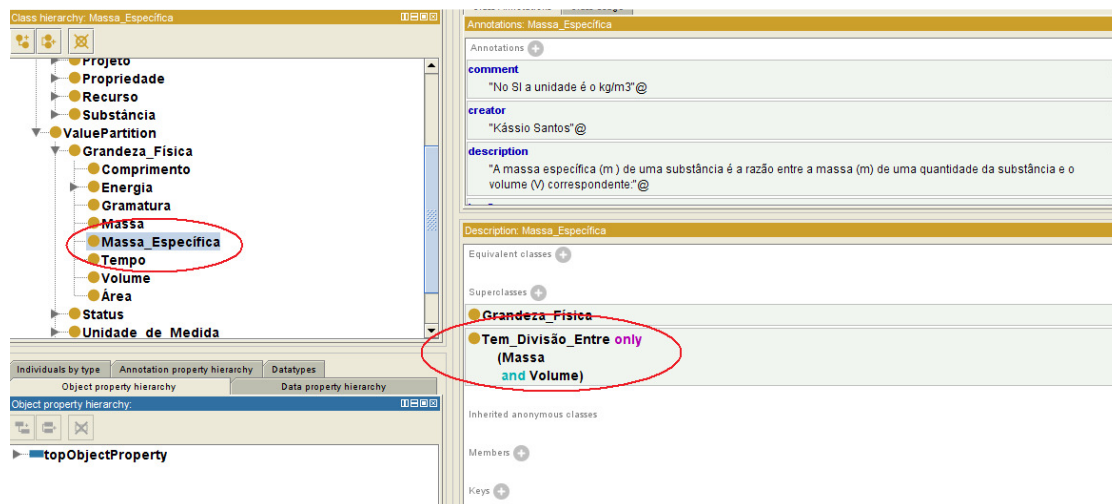 Class hierarchy: Massa_Específica
Projeto
Propriedade
Recurso
Substância
ValuePartition
Grandeza_Física
Comprimento
Energia
Gramatura
Massa
Massa_Específica
Tempo
Volume
Área
Status
Unidade_de_Medida
Individuals by type
Annotation property hierarchy
Datatypes
Object property hierarchy
Data property hierarchy
Object property hierarchy:
topObjectProperty
Annotations: Massa_Específica
Annotations
comment
"No SI a unidade é o kg/m3"@
creator
"Kássio Santos"@
description
"A massa específica (m ) de uma substância é a razão entre a massa (m) de uma quantidade da substância e o
volume (V) correspondente:"@
Description: Massa_Específica
Equivalent classes
Superclasses
Grandeza_Física
Tem_Divisão_Entre only
(Massa
and Volume)
Inherited anonymous classes
Members
Keys